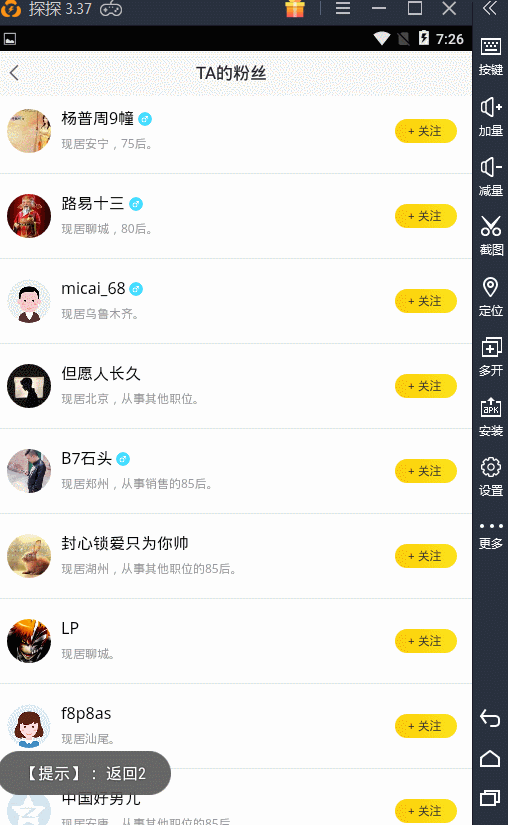 探探 3.37
7:26
TA的粉丝
按键
加量
减量
截图
定位
多开
APK
安装
设置
更多
杨普周9幢
现居安宁，75后。
+ 关注
路易十三
现居聊城，80后。
+ 关注
micai_68
现居乌鲁木齐。
+ 关注
但愿人长久
现居北京，从事其他职位。
+ 关注
B7石头
现居郑州，从事销售的85后。
+ 关注
封心锁爱只为你帅
现居湖州，从事其他职位的85后。
+ 关注
LP
现居聊城。
+ 关注
f8p8as
现居汕尾。
+ 关注
【提示】：返回2
中国好男儿
现居安康，从事其他职位的85后。
+ 关注